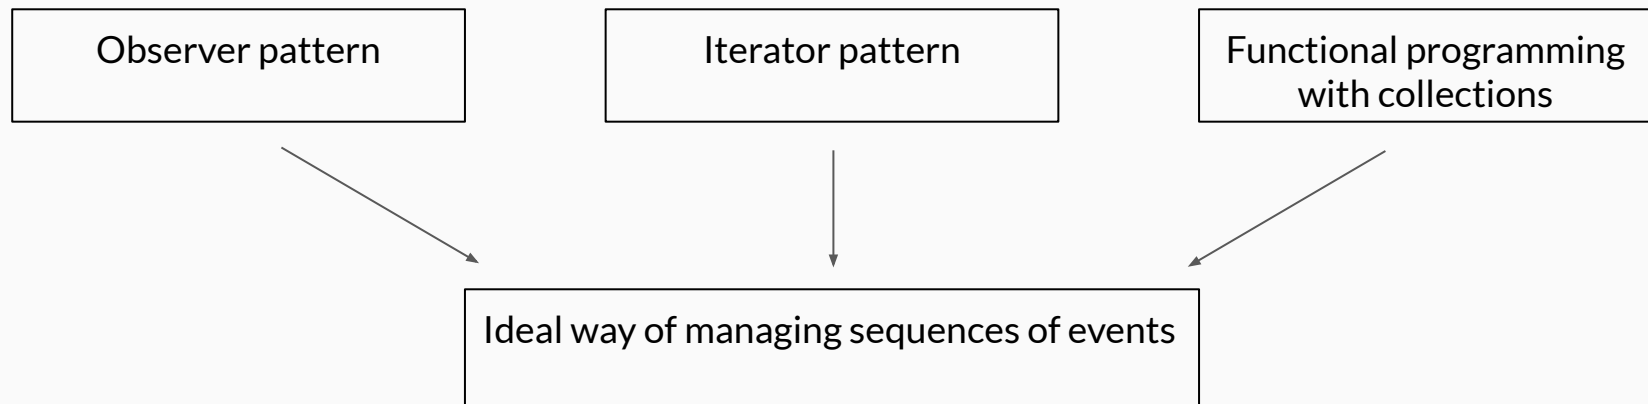 Observer pattern
Iterator pattern
Functional programming
with collections
Ideal way of managing sequences of events